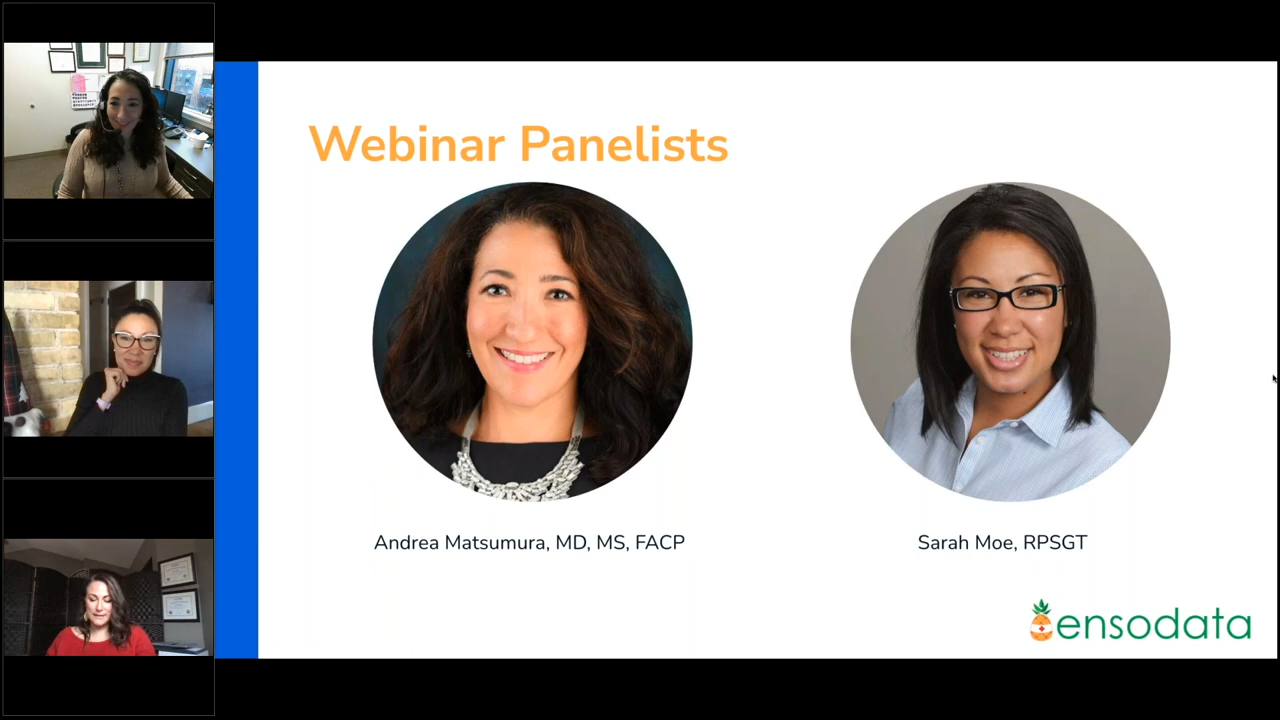 Webinar Panelists
Andrea Matsumura, MD, MS, FACP
Sarah Moe, RPSGT
ensodata